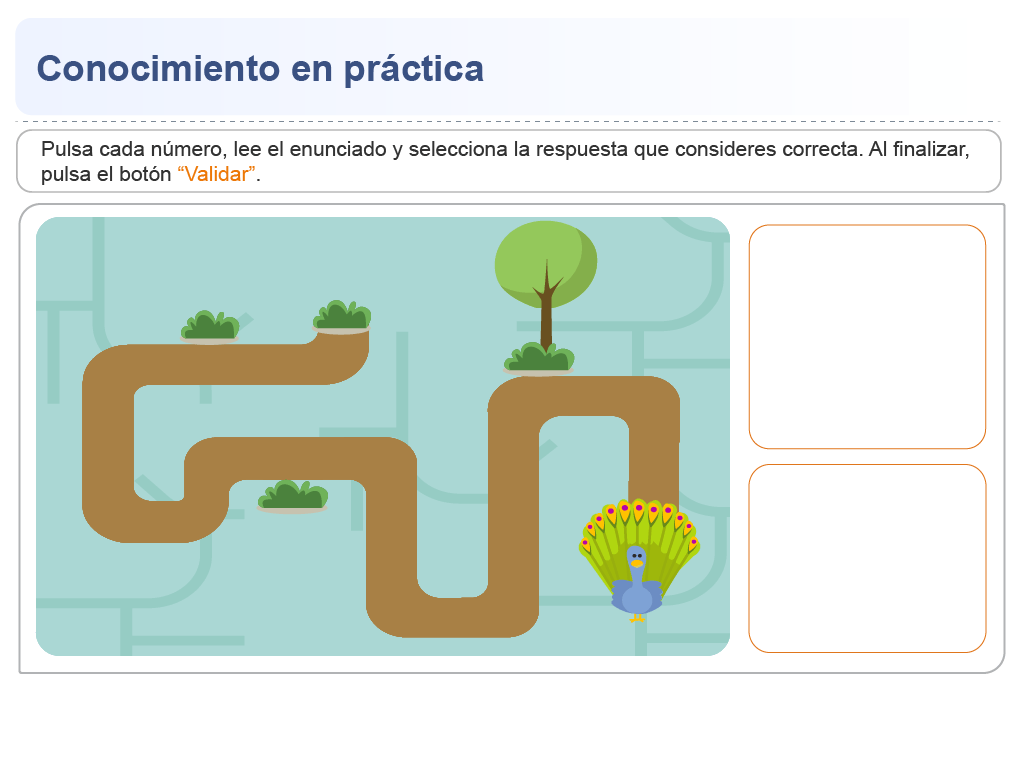 Conocimiento en práctica
Pulsa cada número, lee el enunciado y selecciona la respuesta que consideres correcta. Al finalizar,
pulsa el botón “Validar”.